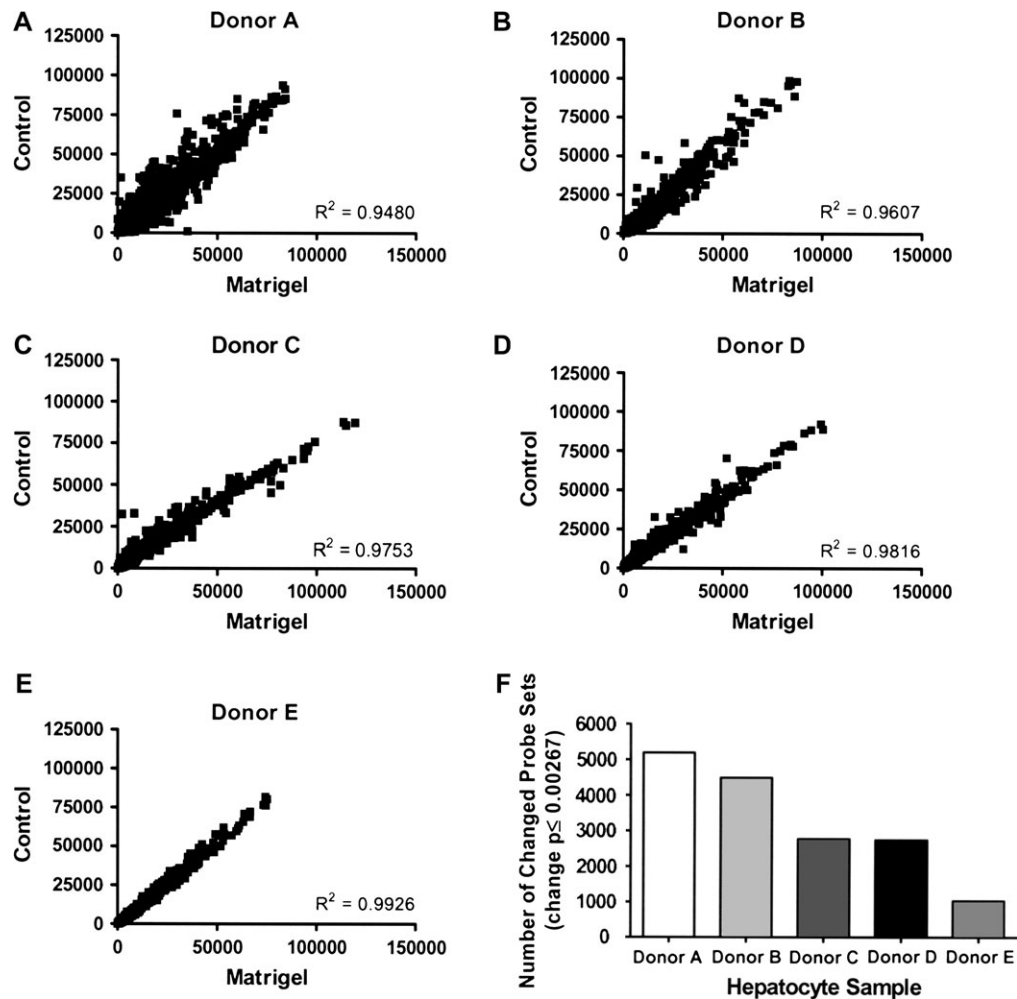 A
Donor A
125000
100000
75000
50000
25000
0
Control
0 50000 100000 150000
Matrigel
R² = 0.9480
B
Donor B
125000
100000
75000
50000
25000
0
Control
0 50000 100000 150000
Matrigel
R² = 0.9607
C
Donor C
125000
100000
75000
50000
25000
0
Control
0 50000 100000 150000
Matrigel
R² = 0.9753
D
Donor D
125000
100000
75000
50000
25000
0
Control
0 50000 100000 150000
Matrigel
R² = 0.9816
E
Donor E
125000
100000
75000
50000
25000
0
Control
0 50000 100000 150000
Matrigel
R² = 0.9926
F
Number of Changed Probe Sets
(change p≤ 0.00267)
6000
5000
4000
3000
2000
1000
0
Donor A Donor B Donor C Donor D Donor E
Hepatocyte Sample